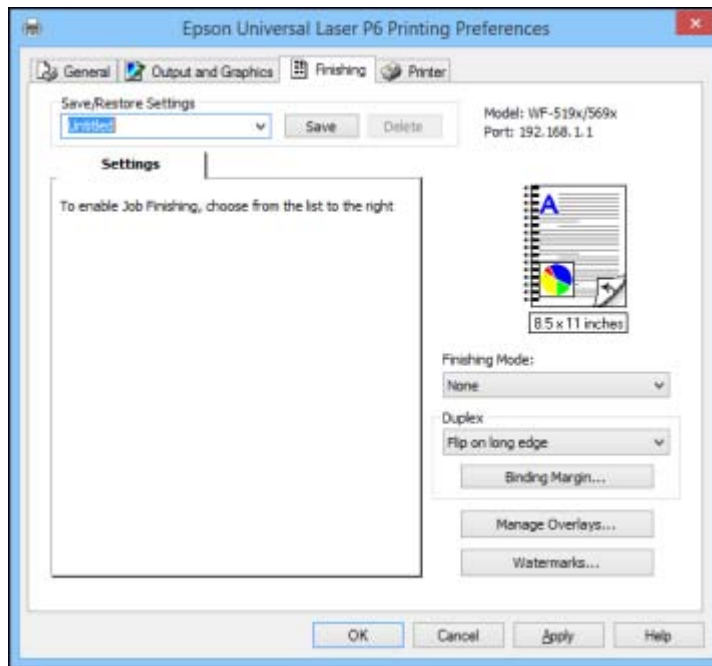 Epson Universal Laser P6 Printing Preferences
General
Output and Graphics
Finishing
Printer
Save/Restore Settings
Untitled
Save
Delete
Model: WF-519x/569x
Port: 192.168.1.1
Settings
To enable Job Finishing, choose from the list to the right
A
8.5 x 11 inches
Finishing Mode:
None
Duplex
Flip on long edge
Binding Margin...
Manage Overlays...
Watermarks...
OK
Cancel
Apply
Help